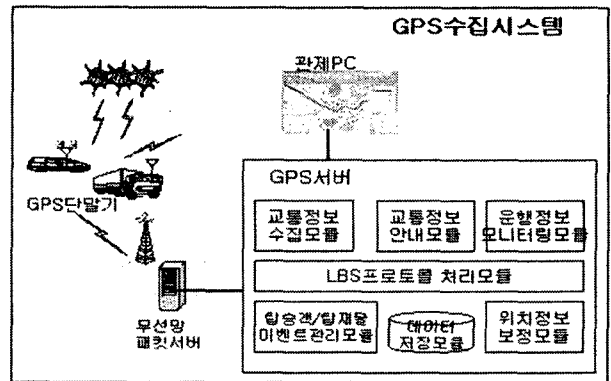 GPS수집시스템
관제PC
GPS단말기
무선망
패킷서버
GPS서버
교통정보
수집모듈
교통정보
안내모듈
운행정보
모니터링모듈
LBS프로토콜 처리모듈
탑승객/탑재물
이벤트관리모듈
데이터
저장모듈
위치정보
보정모듈